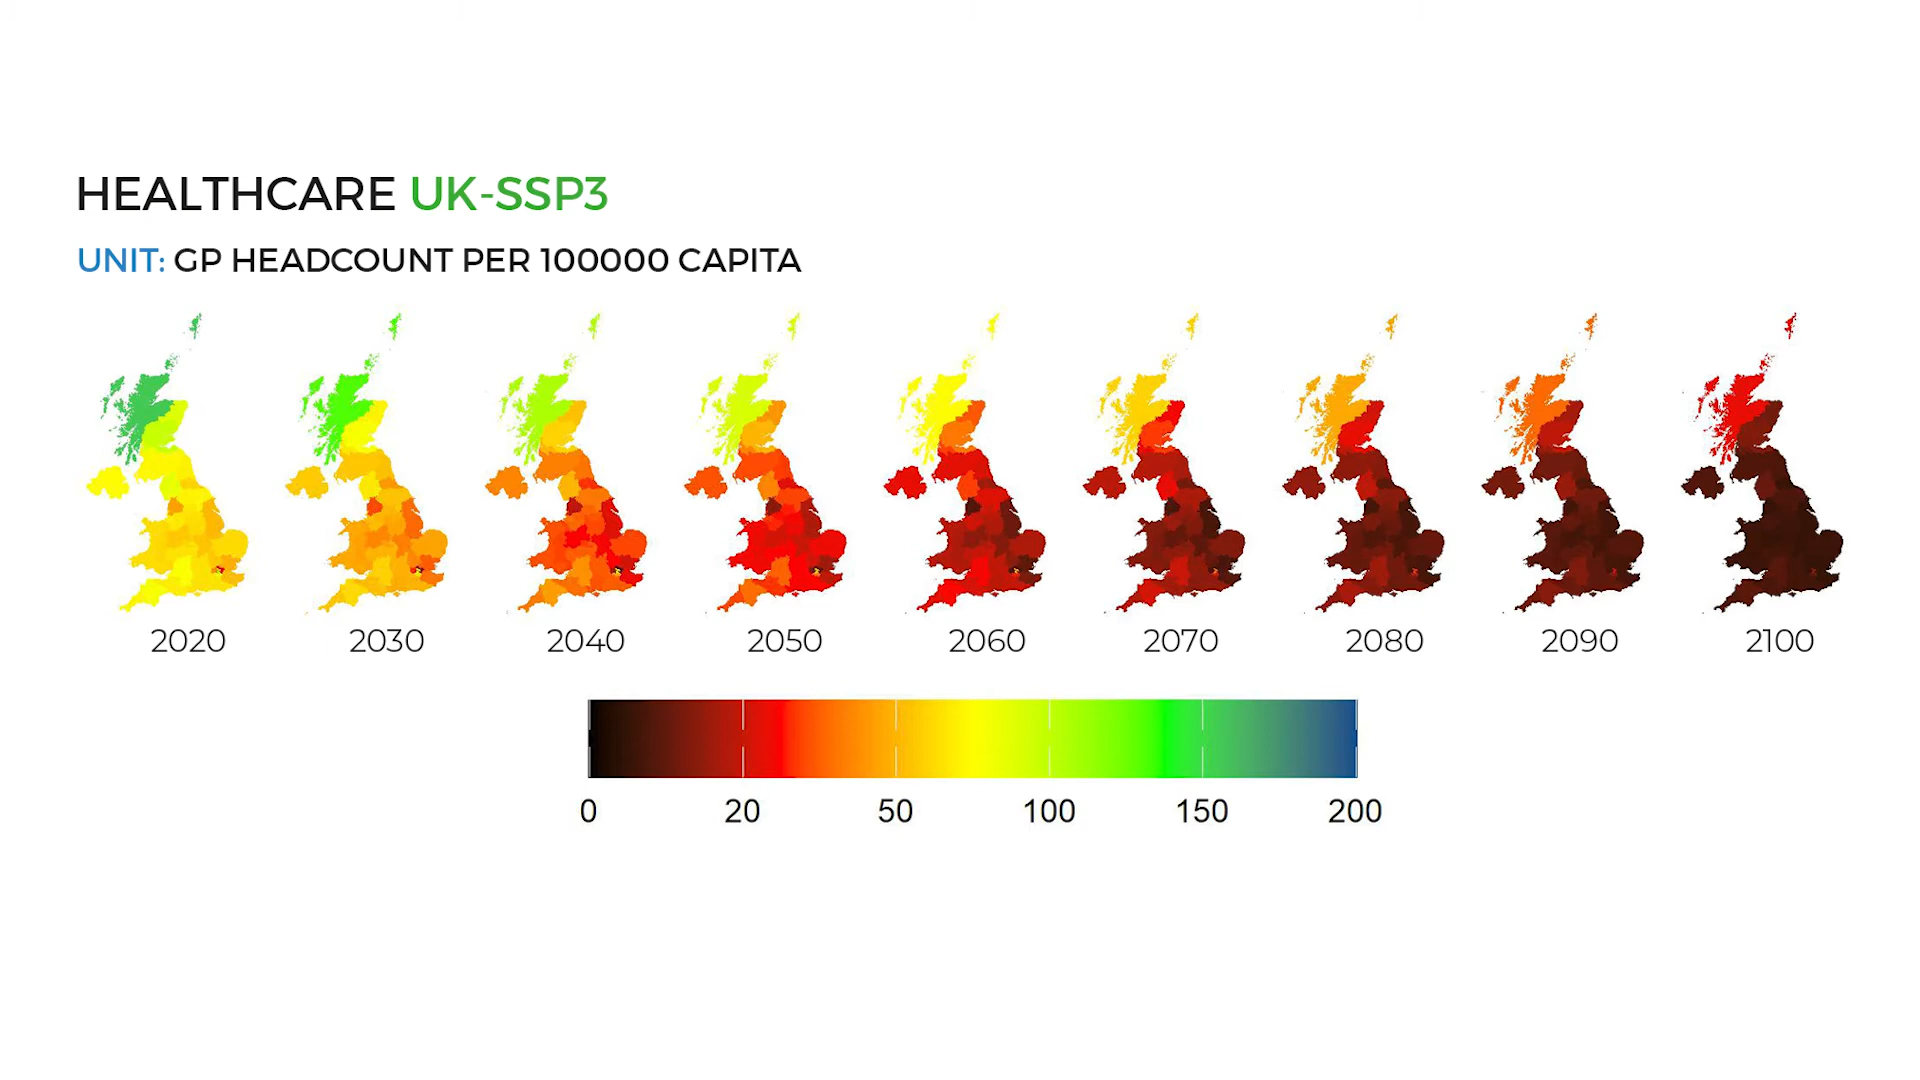 HEALTHCARE UK-SSP3
UNIT: GP HEADCOUNT PER 100000 CAPITA
2020 2030 2040 2050 2060 2070 2080 2090 2100
0 20 50 100 150 200